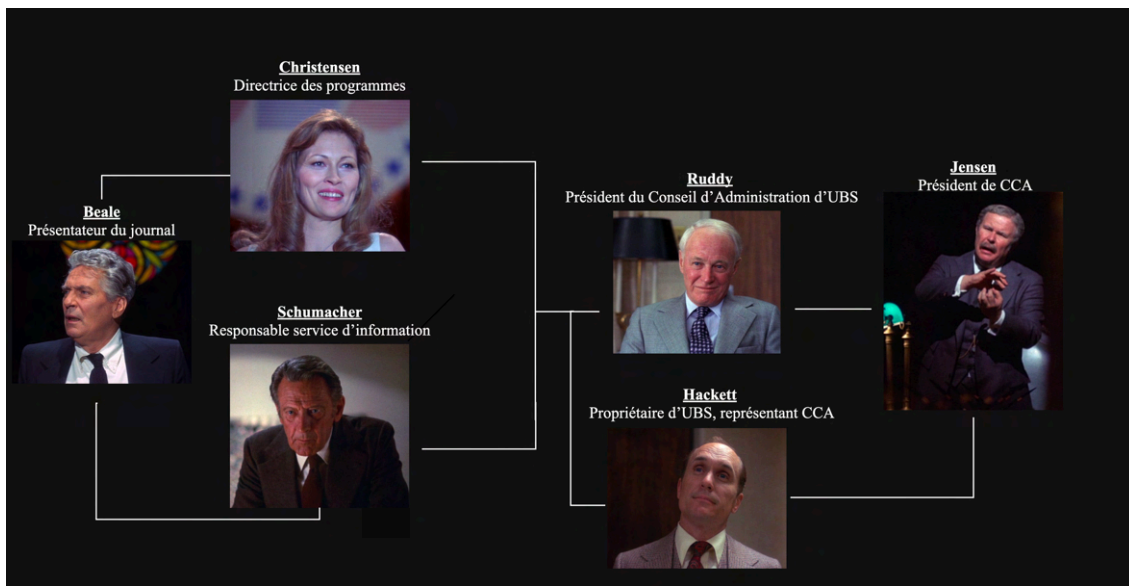 Christensen
Directrice des programmes
Beale
Présentateur du journal
Schumacher
Responsable service d’information
Ruddy
Président du Conseil d’Administration d’UBS
Hackett
Propriétaire d’UBS, représentant CCA
Jensen
Président de CCA